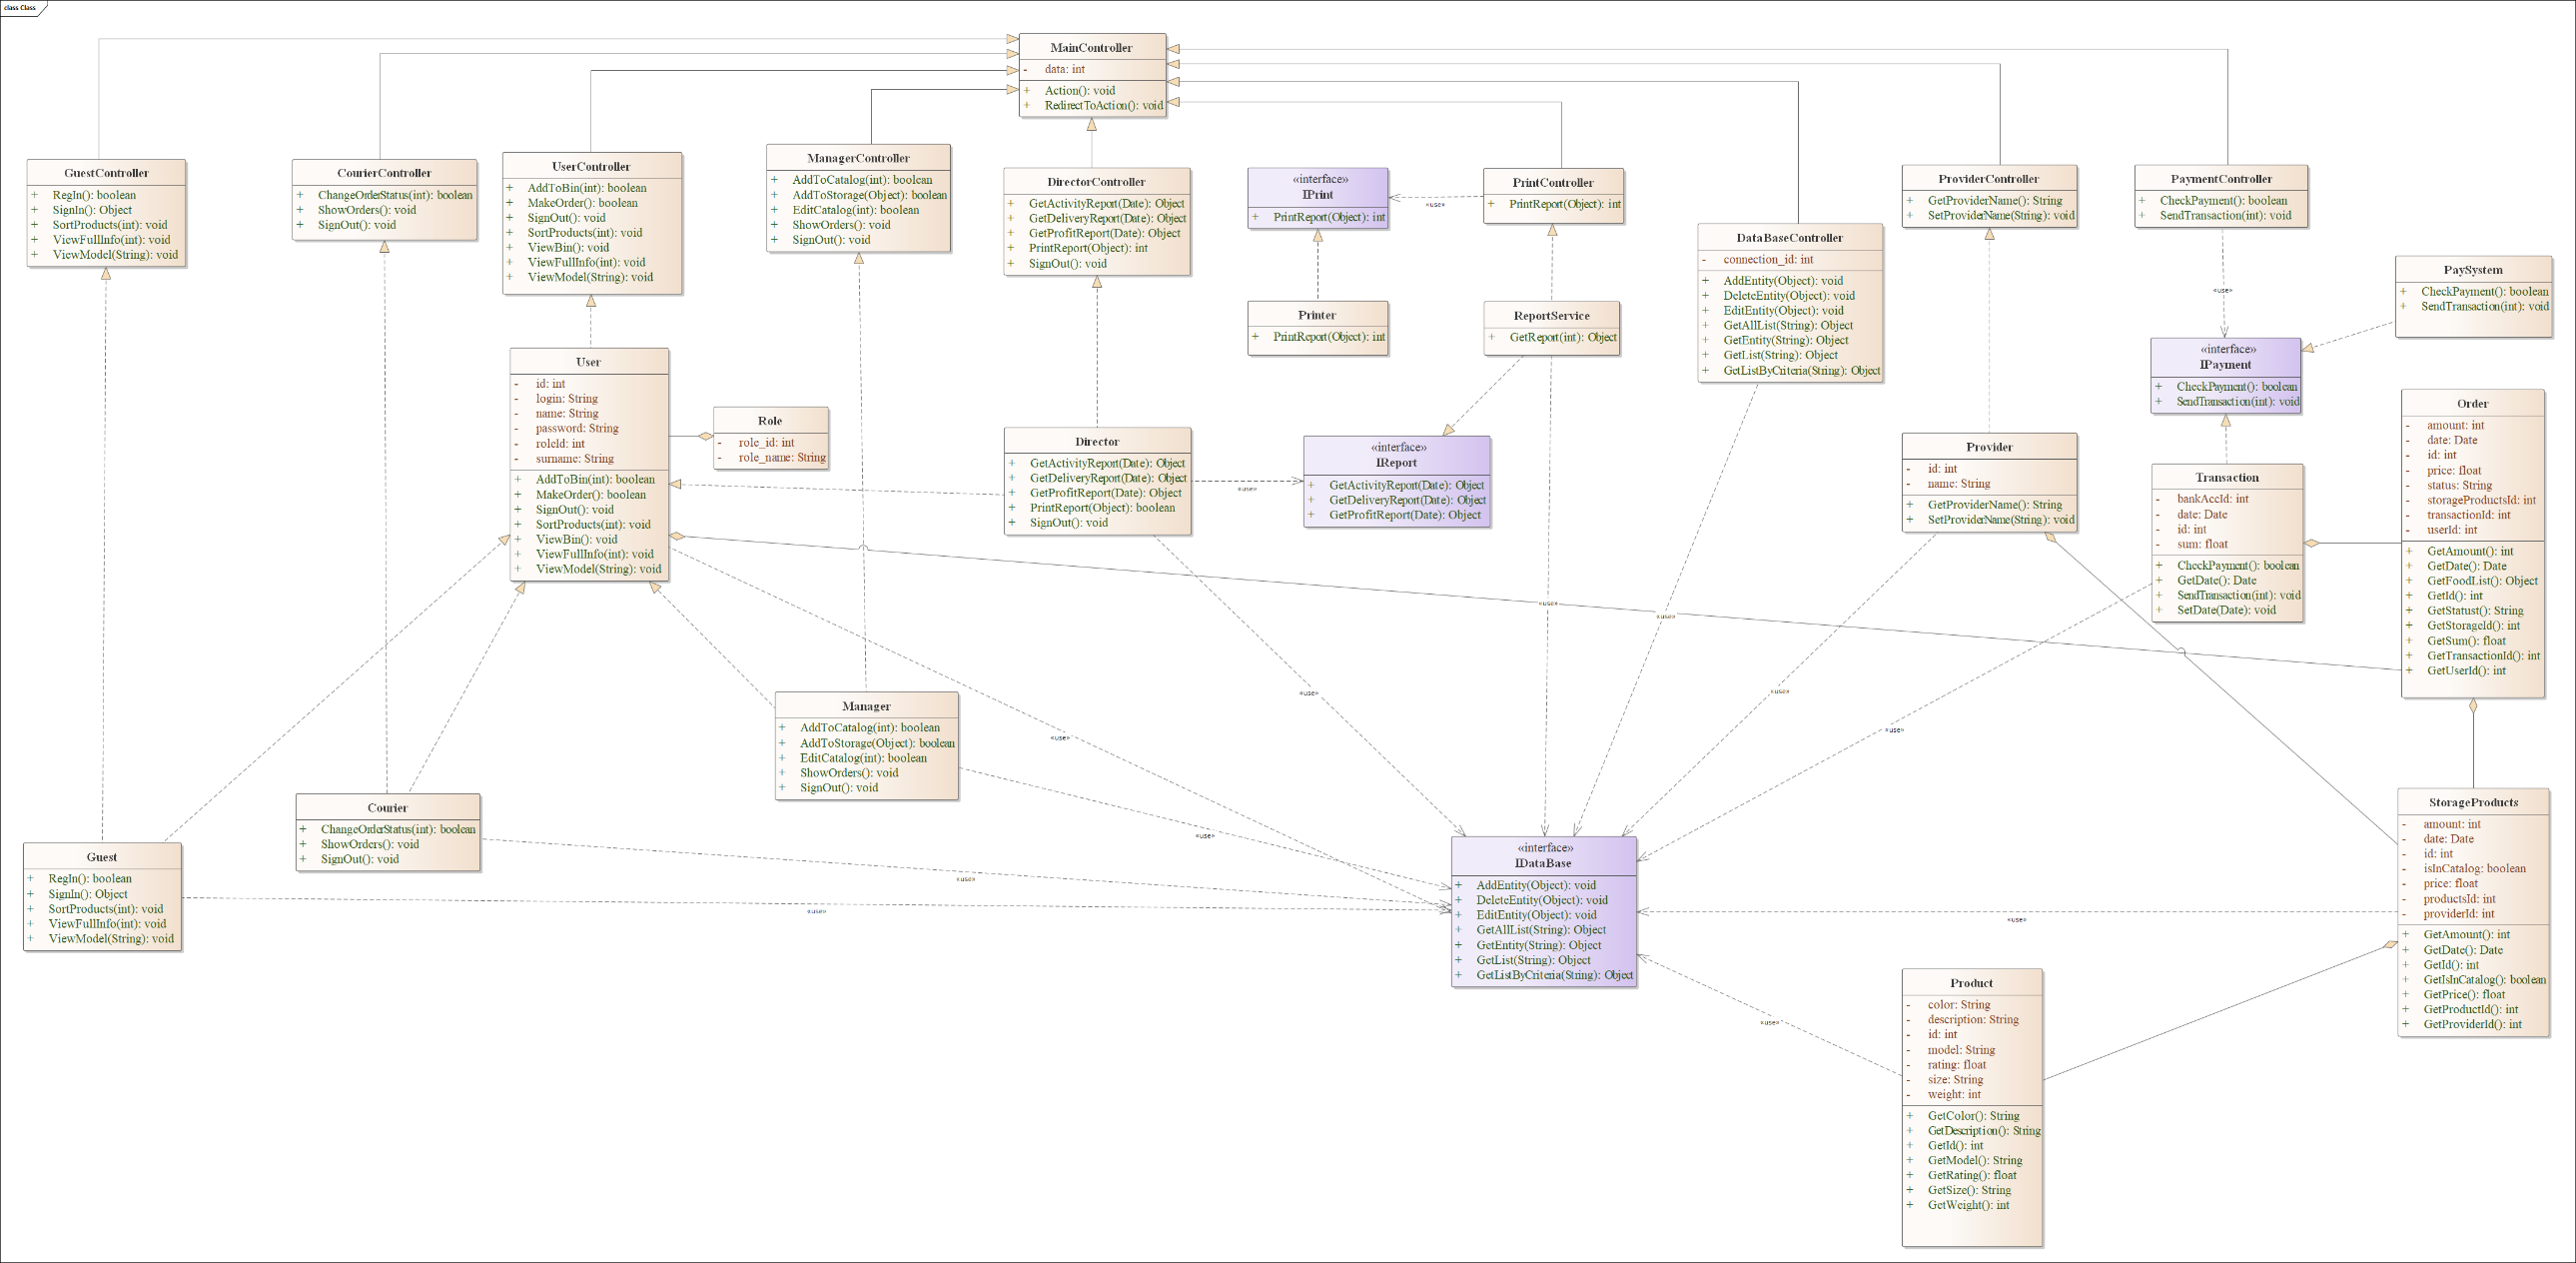 class Class
MainController
- data: int
+ Action(): void
+ RedirectToAction(): void
GuestController
+ RegIn(): boolean
+ SignIn(): Object
+ SortProducts(int): void
+ ViewFullInfo(int): void
+ ViewModel(String): void
CourierController
+ ChangeOrderStatus(int): boolean
+ ShowOrders(): void
+ SignOut(): void
UserController
+ AddToBin(int): boolean
+ MakeOrder(): boolean
+ SignOut(): void
+ SortProducts(int): void
+ ViewBin(): void
+ ViewFullInfo(int): void
+ ViewModel(String): void
ManagerController
+ AddToCatalog(int): boolean
+ AddToStorage(Object): boolean
+ EditCatalog(int): boolean
+ ShowOrders(): void
+ SignOut(): void
DirectorController
+ GetActivityReport(Date): Object
+ GetDeliveryReport(Date): Object
+ GetProfitReport(Date): Object
+ PrintReport(Object): int
+ SignOut(): void
«interface»
IPrint
+ PrintReport(Object): int
«use»
PrintController
+ PrintReport(Object): int
DataBaseController
- connection_id: int
+ AddEntity(Object): void
+ DeleteEntity(Object): void
+ EditEntity(Object): void
+ GetAllList(String): Object
+ GetEntity(String): Object
+ GetList(String): Object
+ GetListByCriteria(String): Object
ProviderController
+ GetProviderName(): String
+ SetProviderName(String): void
PaymentController
+ CheckPayment(): boolean
+ SendTransaction(int): void
«use»
PaySystem
+ CheckPayment(): boolean
+ SendTransaction(int): void
Printer
+ PrintReport(Object): int
ReportService
+ GetReport(int): Object
«interface»
IPayment
+ CheckPayment(): boolean
+ SendTransaction(int): void
User
- id: int
- login: String
- name: String
- password: String
- roleId: int
- surname: String
+ AddToBin(int): boolean
+ MakeOrder(): boolean
+ SignOut(): void
+ SortProducts(int): void
+ ViewBin(): void
+ ViewFullInfo(int): void
+ ViewModel(String): void
Role
- role_id: int
- role_name: String
Director
+ GetActivityReport(Date): Object
+ GetDeliveryReport(Date): Object
+ GetProfitReport(Date): Object
+ PrintReport(Object): boolean
+ SignOut(): void
«use»
«interface»
IReport
+ GetActivityReport(Date): Object
+ GetDeliveryReport(Date): Object
+ GetProfitReport(Date): Object
Provider
- id: int
- name: String
+ GetProviderName(): String
+ SetProviderName(String): void
Transaction
- bankAccId: int
- date: Date
- id: int
- sum: float
+ CheckPayment(): boolean
+ GetDate(): Date
+ SendTransaction(int): void
+ SetDate(Date): void
Order
- amount: int
- date: Date
- id: int
- price: float
- status: String
- storageProductsId: int
- transactionId: int
- userId: int
+ GetAmount(): int
+ GetDate(): Date
+ GetFoodList(): Object
+ GetId(): int
+ GetStatust(): String
+ GetStorageId(): int
+ GetSum(): float
+ GetTransactionId(): int
+ GetUserId(): int
«use»
«use»
«use»
«use»
«use»
«use»
Manager
+ AddToCatalog(int): boolean
+ AddToStorage(Object): boolean
+ EditCatalog(int): boolean
+ ShowOrders(): void
+ SignOut(): void
Courier
+ ChangeOrderStatus(int): boolean
+ ShowOrders(): void
+ SignOut(): void
Guest
+ RegIn(): boolean
+ SignIn(): Object
+ SortProducts(int): void
+ ViewFullInfo(int): void
+ ViewModel(String): void
«use»
«use»
«use»
«interface»
IDataBase
+ AddEntity(Object): void
+ DeleteEntity(Object): void
+ EditEntity(Object): void
+ GetAllList(String): Object
+ GetEntity(String): Object
+ GetList(String): Object
+ GetListByCriteria(String): Object
«use»
«use»
StorageProducts
- amount: int
- date: Date
- id: int
- isInCatalog: boolean
- price: float
- productsId: int
- providerId: int
+ GetAmount(): int
+ GetDate(): Date
+ GetId(): int
+ GetIsInCatalog(): boolean
+ GetPrice(): float
+ GetProductId(): int
+ GetProviderId(): int
Product
- color: String
- description: String
- id: int
- model: String
- rating: float
- size: String
- weight: int
+ GetColor(): String
+ GetDescription(): String
+ GetId(): int
+ GetModel(): String
+ GetRating(): float
+ GetSize(): String
+ GetWeight(): int